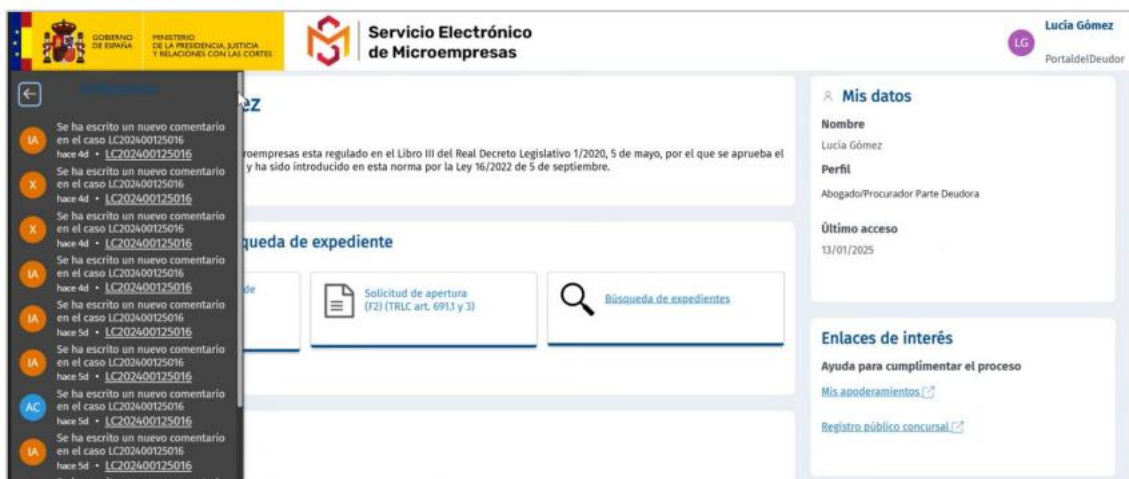 GOBIERNO
DE ESPAÑA
MINISTERIO
DE LA PRESIDENCIA, JUSTICIA
Y RELACIONES CON LAS CORTES
Servicio Electrónico
de Microempresas
LG
Lucía Gómez
PortaldelDeudor
IA
Se ha escrito un nuevo comentario
en el caso LC202400125016
hace 4d • LC202400125016
X
Se ha escrito un nuevo comentario
en el caso LC202400125016
hace 4d • LC202400125016
X
Se ha escrito un nuevo comentario
en el caso LC202400125016
hace 4d • LC202400125016
IA
Se ha escrito un nuevo comentario
en el caso LC202400125016
hace 4d • LC202400125016
IA
Se ha escrito un nuevo comentario
en el caso LC202400125016
hace 5d • LC202400125016
IA
Se ha escrito un nuevo comentario
en el caso LC202400125016
hace 5d • LC202400125016
AC
Se ha escrito un nuevo comentario
en el caso LC202400125016
hace 5d • LC202400125016
IA
Se ha escrito un nuevo comentario
en el caso LC202400125016
hace 5d • LC202400125016
ez
roempresas esta regulado en el Libro III del Real Decreto Legislativo 1/2020, 5 de mayo, por el que se aprueba el
y ha sido introducido en esta norma por la Ley 16/2022 de 5 de septiembre.
queda de expediente
de
Solicitud de apertura
(F2) (TRLC art. 691.1 y 3)
Búsqueda de expedientes
Mis datos
Nombre
Lucía Gómez
Perfil
Abogado/Procurador Parte Deudora
Último acceso
13/01/2025
Enlaces de interés
Ayuda para cumplimentar el proceso
Mis apoderamientos
Registro público concursal